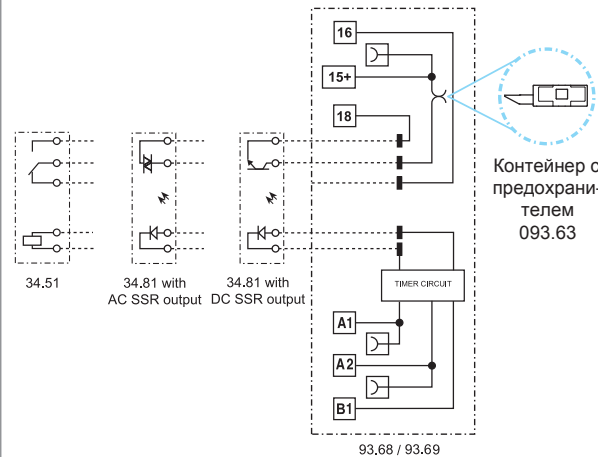 16
15+
18
Контейнер с
предохрани-
телем
093.63
34.51
34.81 with
AC SSR output
34.81 with
DC SSR output
TIMER CIRCUIT
A1
A2
B1
93.68 / 93.69